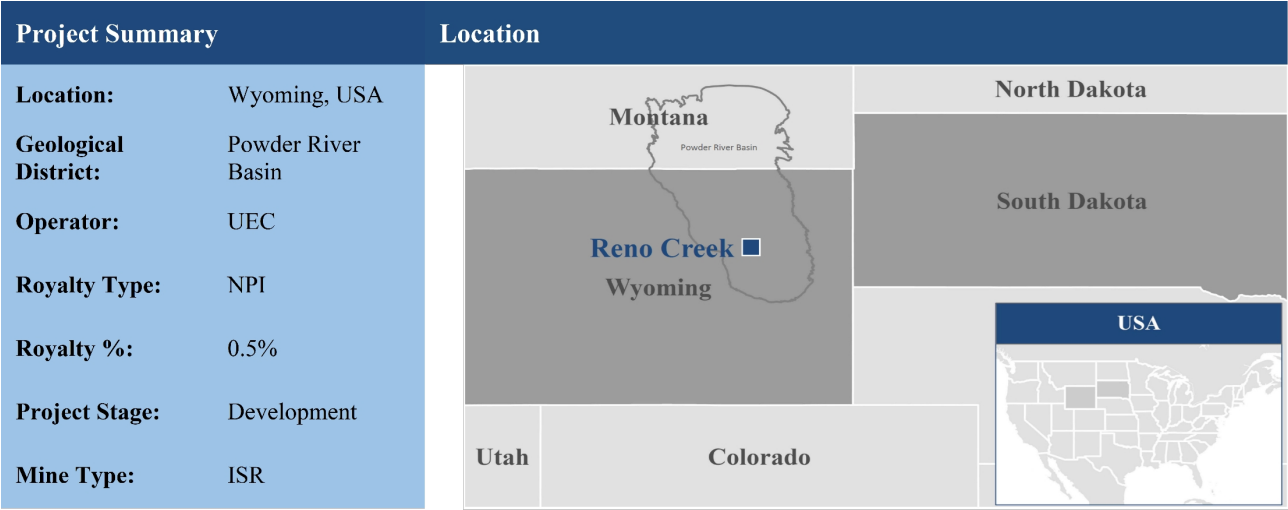 Project Summary
Location
Location: Wyoming, USA
Geological Powder River
District: Basin
Operator: UEC
Royalty Type: NPI
Royalty %: 0.5%
Project Stage: Development
Mine Type: ISR
North Dakota
Montana
Powder River Basin
South Dakota
Reno Creek
Wyoming
USA
Utah
Colorado